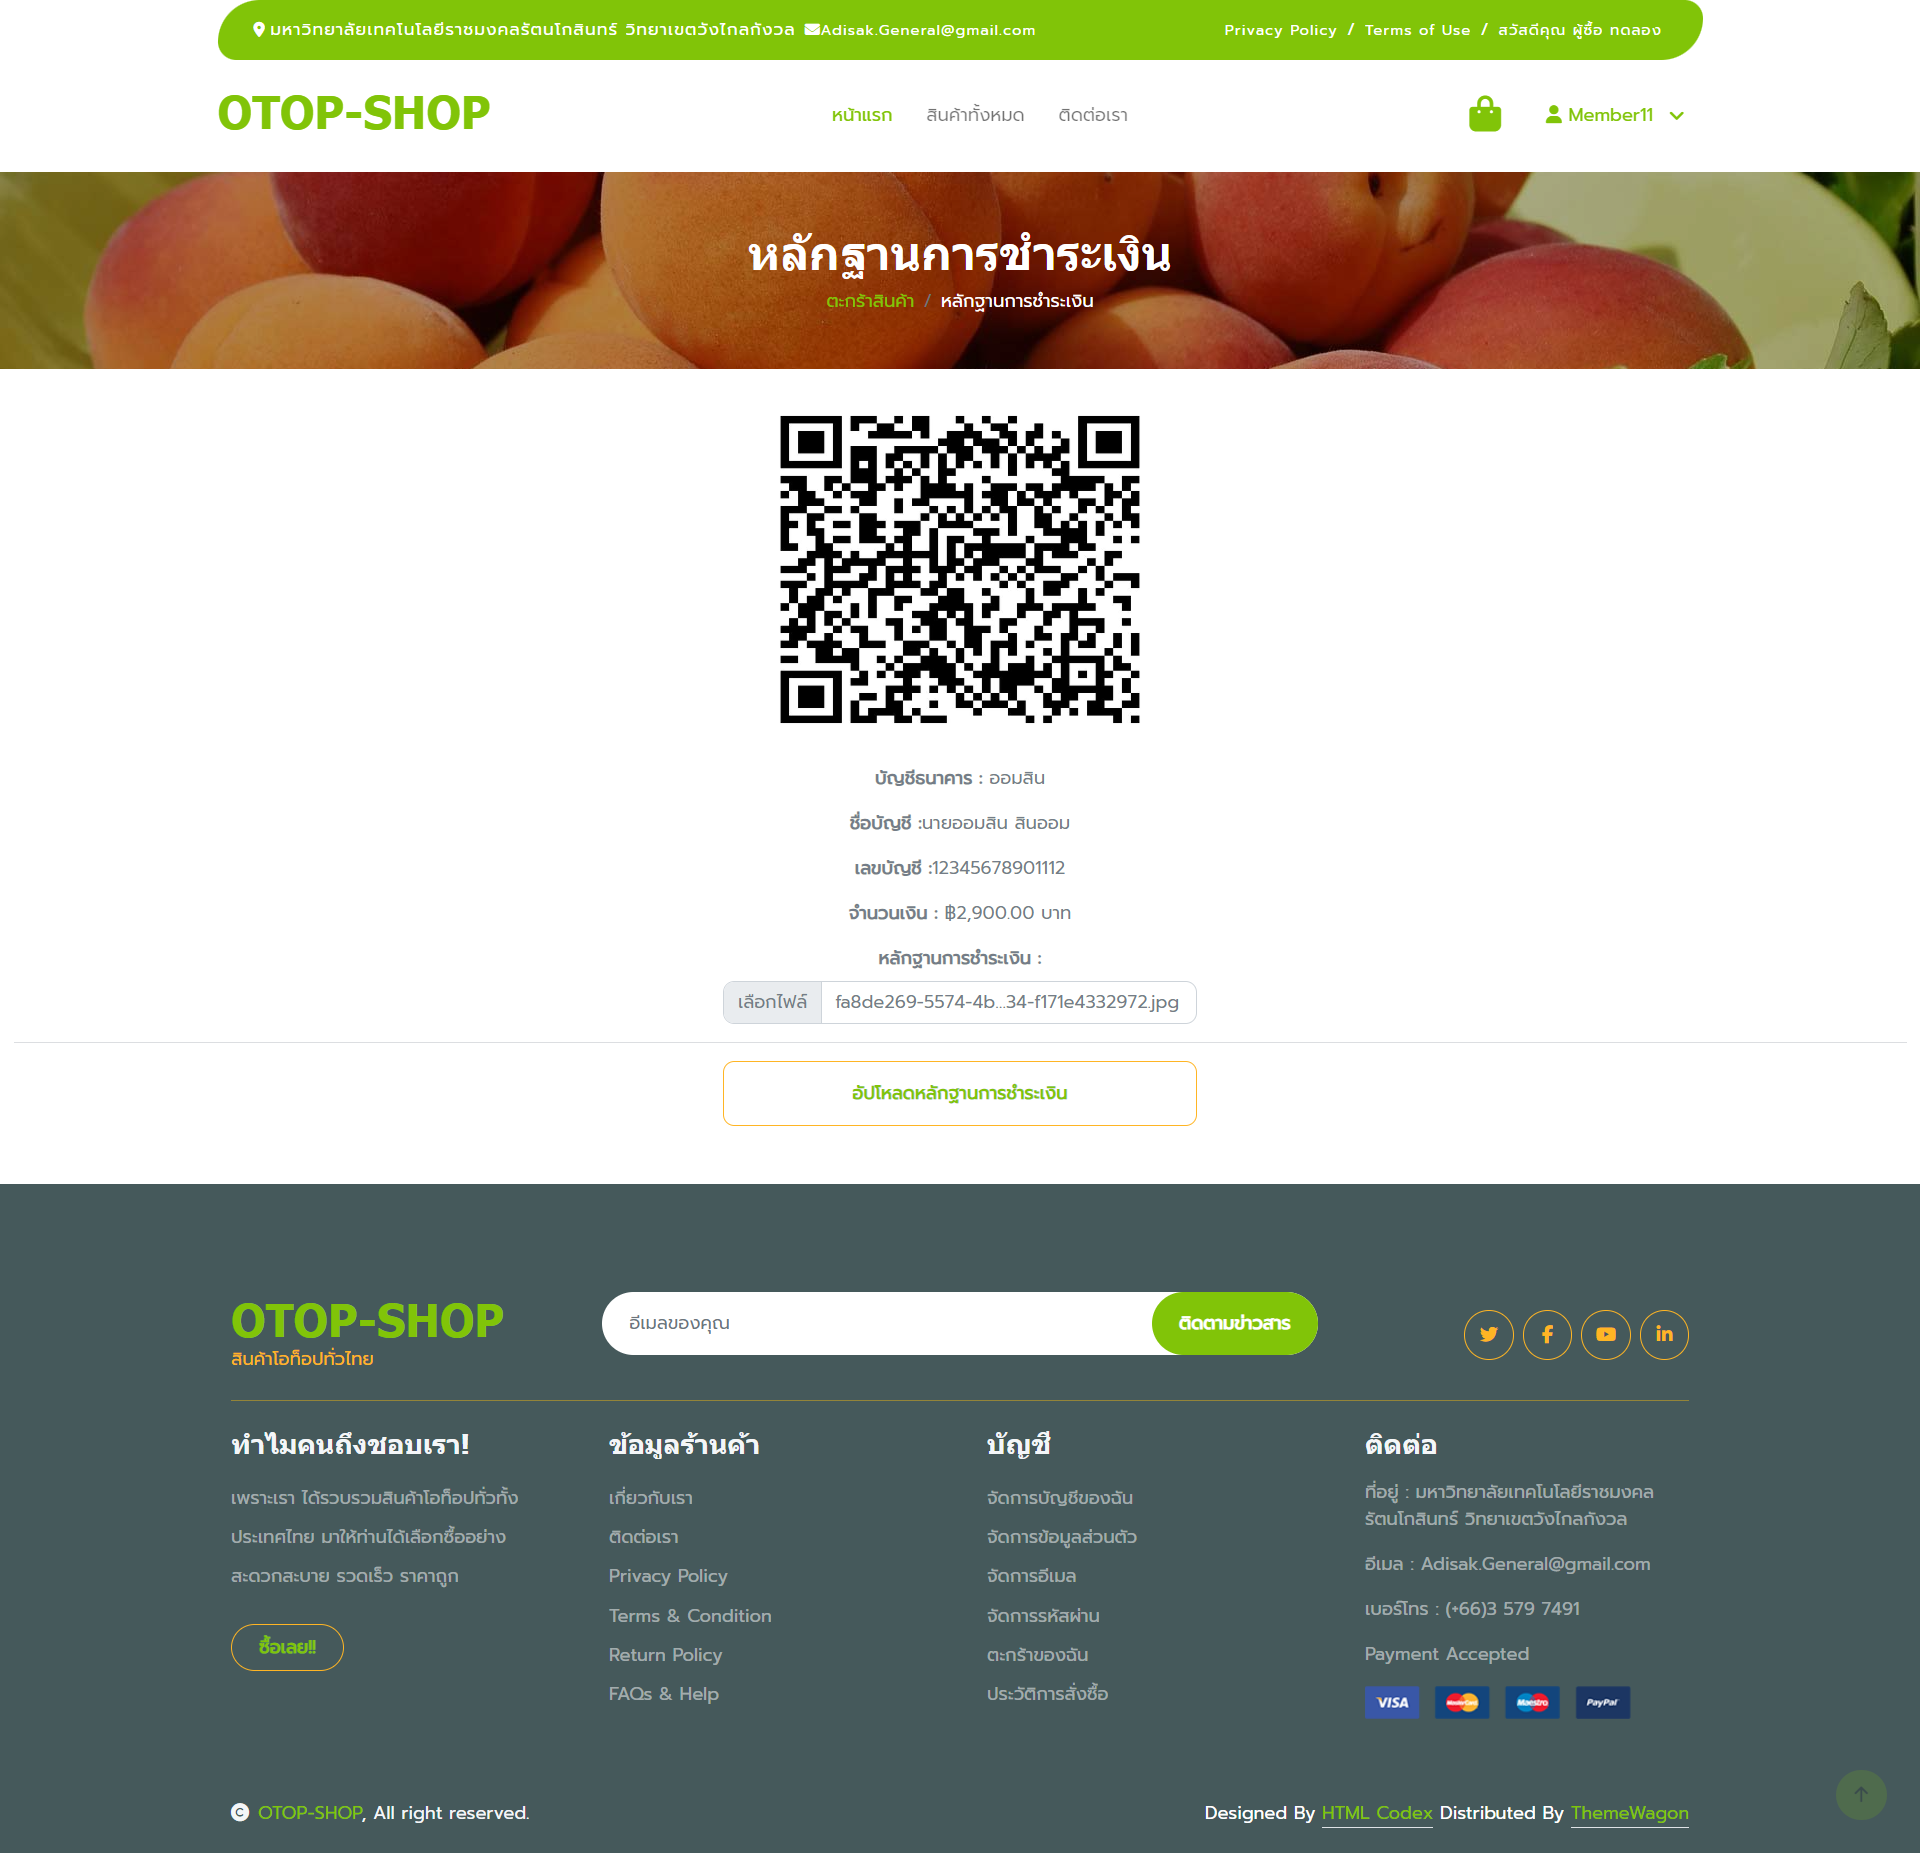 มหาวิทยาลัยเทคโนโลยีราชมงคลรัตนโกสินทร์ วิทยาเขตวังไกลกังวล Adisak.General@gmail.com
Privacy Policy / Terms of Use / สวัสดีคุณ ผู้ซื้อ ทดลอง
OTOP-SHOP
หน้าแรก สินค้าทั้งหมด ติดต่อเรา
Member11
หลักฐานการชำระเงิน
ตะกร้าสินค้า / หลักฐานการชำระเงิน
บัญชีธนาคาร : ออมสิน
ชื่อบัญชี :นายออมสิน สินออม
เลขบัญชี :12345678901112
จำนวนเงิน : ฿2,900.00 บาท
หลักฐานการชำระเงิน :
เลือกไฟล์ fa8de269-5574-4b...34-f171e4332972.jpg
อัปโหลดหลักฐานการชำระเงิน
OTOP-SHOP
สินค้าโอท็อปทั่วไทย
อีเมลของคุณ
ติดตามข่าวสาร
ทำไมคนถึงชอบเรา!
เพราะเรา ได้รวบรวมสินค้าโอท็อปทั่วทั้ง
ประเทศไทย มาให้ท่านได้เลือกซื้ออย่าง
สะดวกสะบาย รวดเร็ว ราคาถูก
ซื้อเลย!!
ข้อมูลร้านค้า
เกี่ยวกับเรา
ติดต่อเรา
Privacy Policy
Terms & Condition
Return Policy
FAQs & Help
บัญชี
จัดการบัญชีของฉัน
จัดการข้อมูลส่วนตัว
จัดการอีเมล
จัดการรหัสผ่าน
ตะกร้าของฉัน
ประวัติการสั่งซื้อ
ติดต่อ
ที่อยู่ : มหาวิทยาลัยเทคโนโลยีราชมงคล
รัตนโกสินทร์ วิทยาเขตวังไกลกังวล
อีเมล : Adisak.General@gmail.com
เบอร์โทร : (+66)3 579 7491
Payment Accepted
VISA MasterCard Maestro PayPal
© OTOP-SHOP, All right reserved.
Designed By HTML Codex Distributed By ThemeWagon